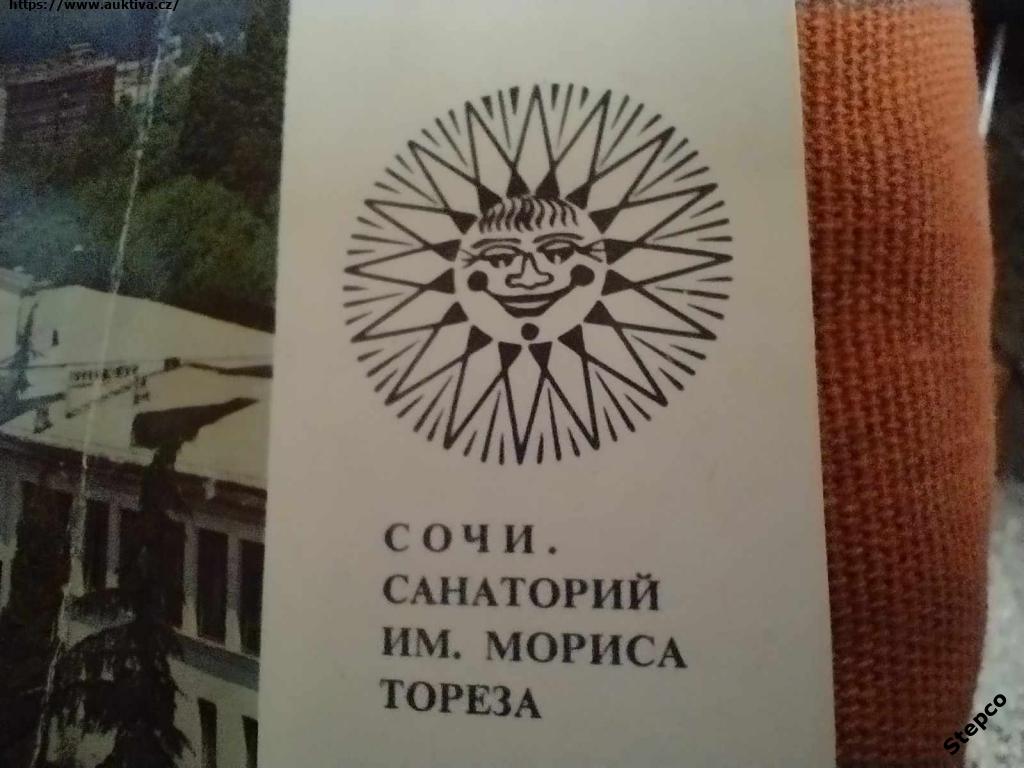 https://www.auktiva.cz/
СОЧИ.
САНАТОРИЙ
ИМ. МОРИСА
ТОРЕЗА
Stepco